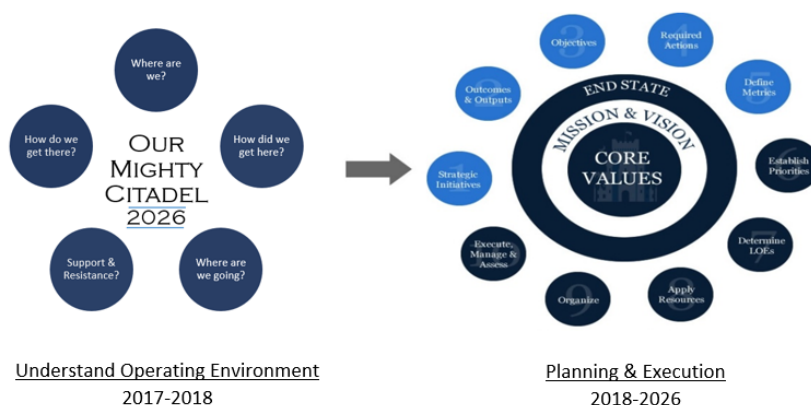 Where are
we?
How did we
get here?
Where are
we going?
Support &
Resistance?
How do we
get there?
OUR
MIGHTY
CITADEL
2026
Understand Operating Environment
2017-2018
1
Strategic
Initiatives
2
Outcomes
& Outputs
3
Objectives
4
Required
Actions
5
Define
Metrics
6
Establish
Priorities
7
Determine
LOEs
8
Apply
Resources
9
Organize
10
Execute,
Manage &
Assess
END STATE
MISSION & VISION
CORE
VALUES
Planning & Execution
2018-2026